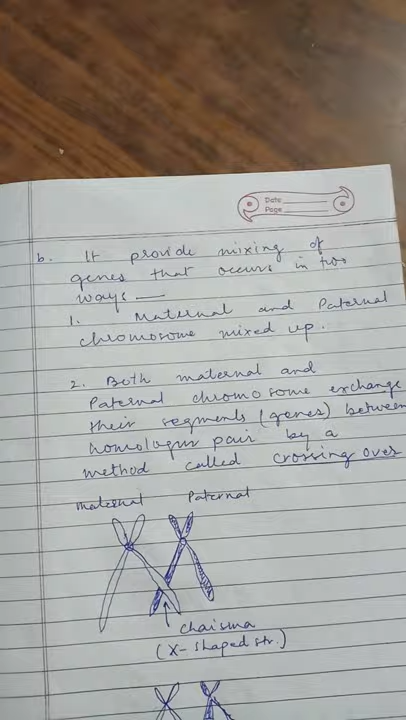 Date
Page
b. It provide mixing of
genes that occurs in two
ways —
1. Maternal and Paternal
chromosome mixed up.
2. Both maternal and
Paternal chromosome exchange
their segments (genes) between
homologus pair by a
method called crossing over
Maternal Paternal
Chaisma
(X-shaped str.)